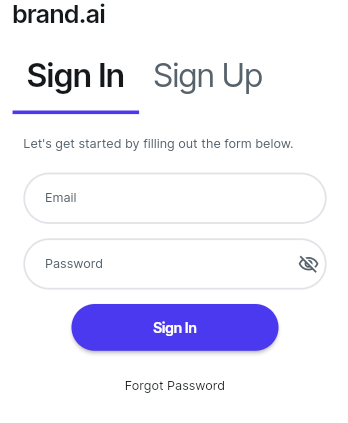 brand.ai
Sign In Sign Up
Let's get started by filling out the form below.
Email
Password
Sign In
Forgot Password